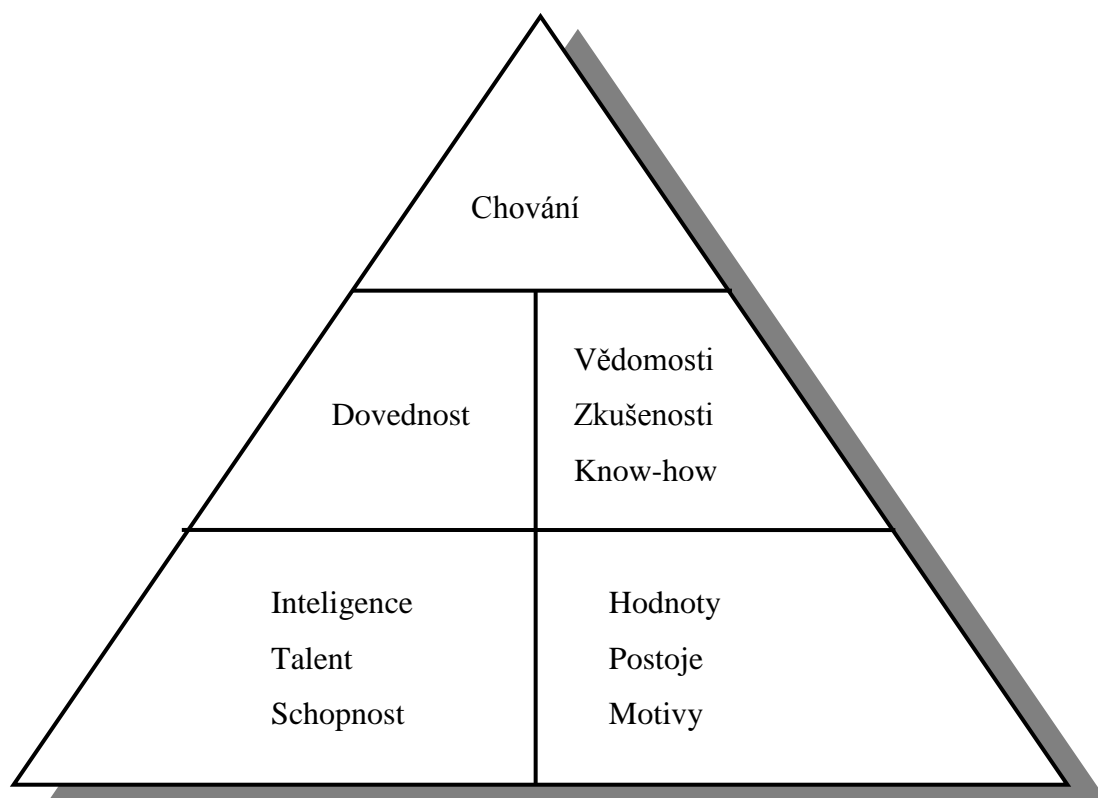 Chování
Dovednost
Vědomosti
Zkušenosti
Know-how
Inteligence
Talent
Schopnost
Hodnoty
Postoje
Motivy